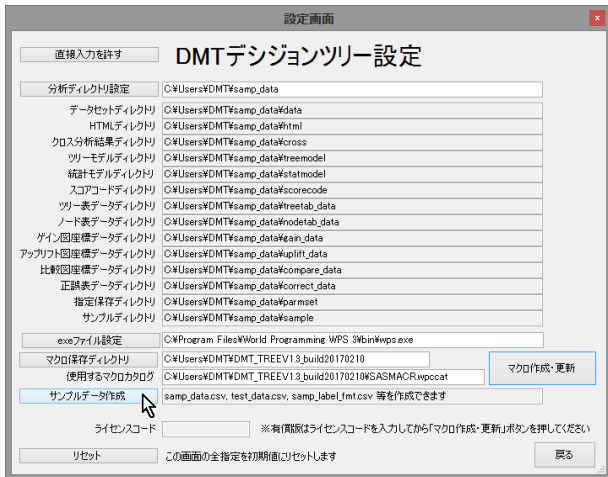 設定画面
x
直接入力を許す
DMTデシジョンツリー設定
分析ディレクトリ設定 C:¥Users¥DMT¥samp_data
データセットディレクトリ C:¥Users¥DMT¥samp_data¥data
HTMLディレクトリ C:¥Users¥DMT¥samp_data¥html
クロス分析結果ディレクトリ C:¥Users¥DMT¥samp_data¥cross
ツリーモデルディレクトリ C:¥Users¥DMT¥samp_data¥treemodel
統計モデルディレクトリ C:¥Users¥DMT¥samp_data¥statmodel
スコアコードディレクトリ C:¥Users¥DMT¥samp_data¥scorecode
ツリー表データディレクトリ C:¥Users¥DMT¥samp_data¥treetab_data
ノード表データディレクトリ C:¥Users¥DMT¥samp_data¥nodetab_data
ゲイン図座標データディレクトリ C:¥Users¥DMT¥samp_data¥gain_data
アップリフト図座標データディレクトリ C:¥Users¥DMT¥samp_data¥uplift_data
比較図座標データディレクトリ C:¥Users¥DMT¥samp_data¥compare_data
正誤表データディレクトリ C:¥Users¥DMT¥samp_data¥correct_data
指定保存ディレクトリ C:¥Users¥DMT¥samp_data¥parmset
サンプルディレクトリ C:¥Users¥DMT¥samp_data¥sample
exeファイル設定 C:¥Program Files¥World Programming WPS 3¥bin¥wps.exe
マクロ保存ディレクトリ C:¥Users¥DMT¥DMT_TREEV1.3_build20170210
使用するマクロカタログ C:¥Users¥DMT¥DMT_TREEV1.3_build20170210¥SASMACR.wpccat
マクロ作成・更新
サンプルデータ作成 samp_data.csv, test_data.csv, samp_label_fmt.csv 等を作成できます
ライセンスコード ※有償版はライセンスコードを入力してから「マクロ作成・更新」ボタンを押してください
リセット この画面の全指定を初期値にリセットします 戻る